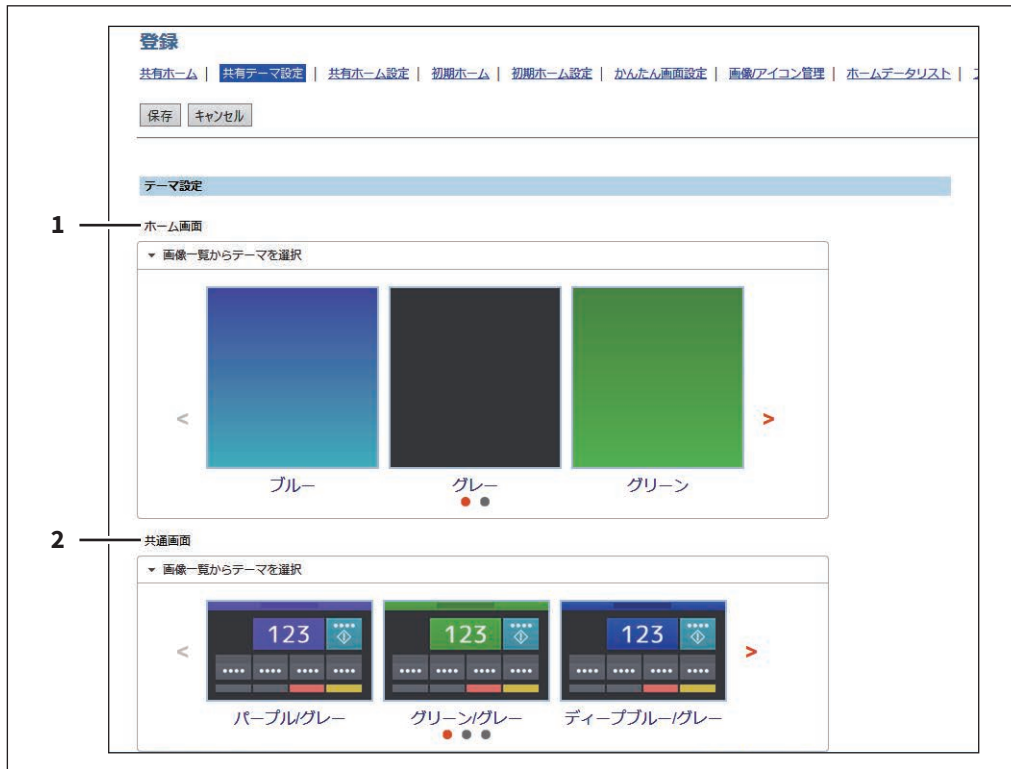 登録
共有ホーム | 共有テーマ設定 | 共有ホーム設定 | 初期ホーム | 初期ホーム設定 | かんたん画面設定 | 画像/アイコン管理 | ホームデータリスト |
保存 キャンセル
テーマ設定
1 ホーム画面
画像一覧からテーマを選択
< >
ブルー グレー グリーン
2 共通画面
画像一覧からテーマを選択
123 123 123
< >
パープル/グレー グリーン/グレー ディープブルー/グレー